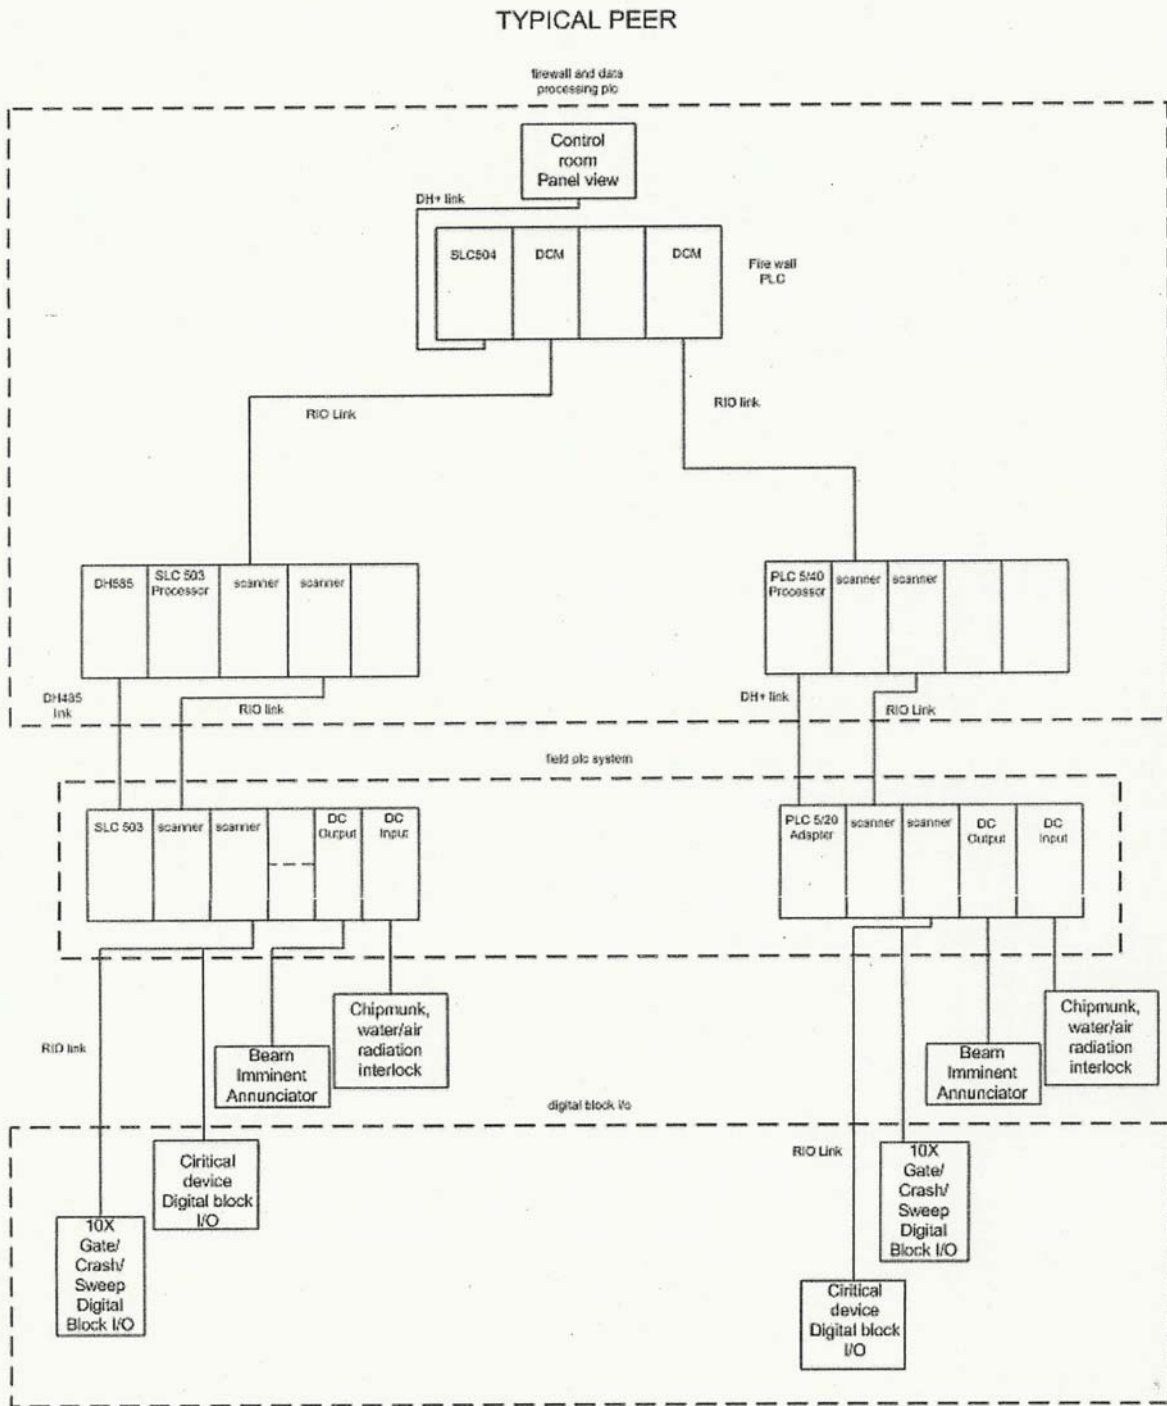 TYPICAL PEER
firewall and data
processing plc
Control
room
Panel view
DH+ link
SLC504
DCM
DCM
Fire wall
PLC
RIO Link
RIO link
DH585
SLC 503
Processor
scanner
scanner
PLC 5/40
Processor
scanner
scanner
DH485
link
RIO link
DH+ link
RIO Link
field plc system
SLC 503
scanner
scanner
DC
Output
DC
Input
PLC 5/20
Adapter
scanner
scanner
DC
Output
DC
Input
RIO link
Beam
Imminent
Annunciator
Chipmunk,
water/air
radiation
interlock
Beam
Imminent
Annunciator
Chipmunk,
water/air
radiation
interlock
digital block i/o
Ciritical
device
Digital block
I/O
10X
Gate/
Crash/
Sweep
Digital
Block I/O
RIO Link
10X
Gate/
Crash/
Sweep
Digital
Block I/O
Ciritical
device
Digital block
I/O